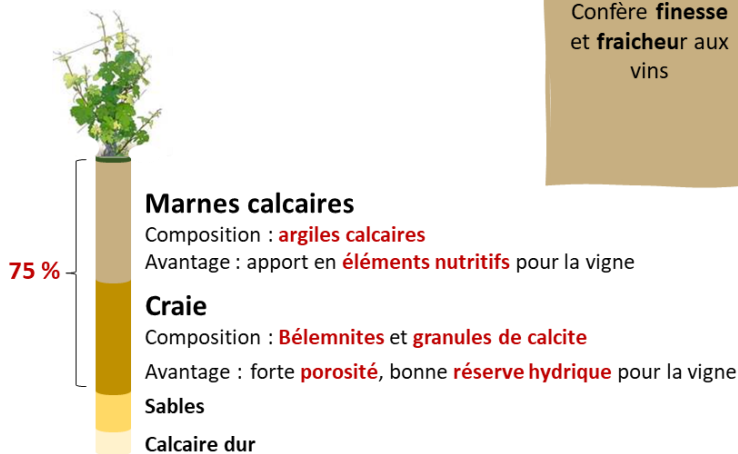 Confère finesse
et fraicheur aux
vins
Marnes calcaires
Composition : argiles calcaires
Avantage : apport en éléments nutritifs pour la vigne
75 %
Craie
Composition : Bélemnites et granules de calcite
Avantage : forte porosité, bonne réserve hydrique pour la vigne
Sables
Calcaire dur